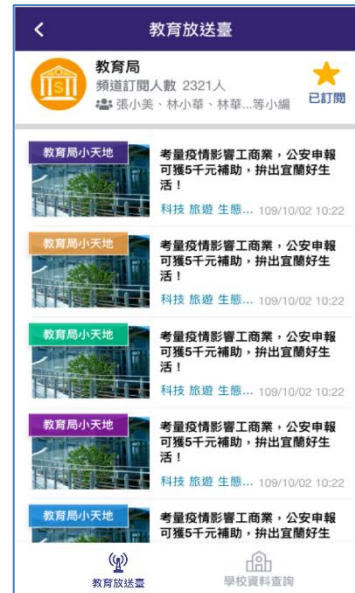 教育放送臺
教育局
頻道訂閱人數 2321人
張小美、林小華、林華...等小編
已訂閱
教育局小天地
考量疫情影響工商業，公安申報
可獲5千元補助，拚出宜蘭好生
活！
科技 旅遊 生態... 109/10/02 10:22
教育局小天地
考量疫情影響工商業，公安申報
可獲5千元補助，拚出宜蘭好生
活！
科技 旅遊 生態... 109/10/02 10:22
教育局小天地
考量疫情影響工商業，公安申報
可獲5千元補助，拚出宜蘭好生
活！
科技 旅遊 生態... 109/10/02 10:22
教育局小天地
考量疫情影響工商業，公安申報
可獲5千元補助，拚出宜蘭好生
活！
科技 旅遊 生態... 109/10/02 10:22
教育局小天地
考量疫情影響工商業，公安申報
可獲5千元補助，拚出宜蘭好生
教育放送臺
學校資料查詢